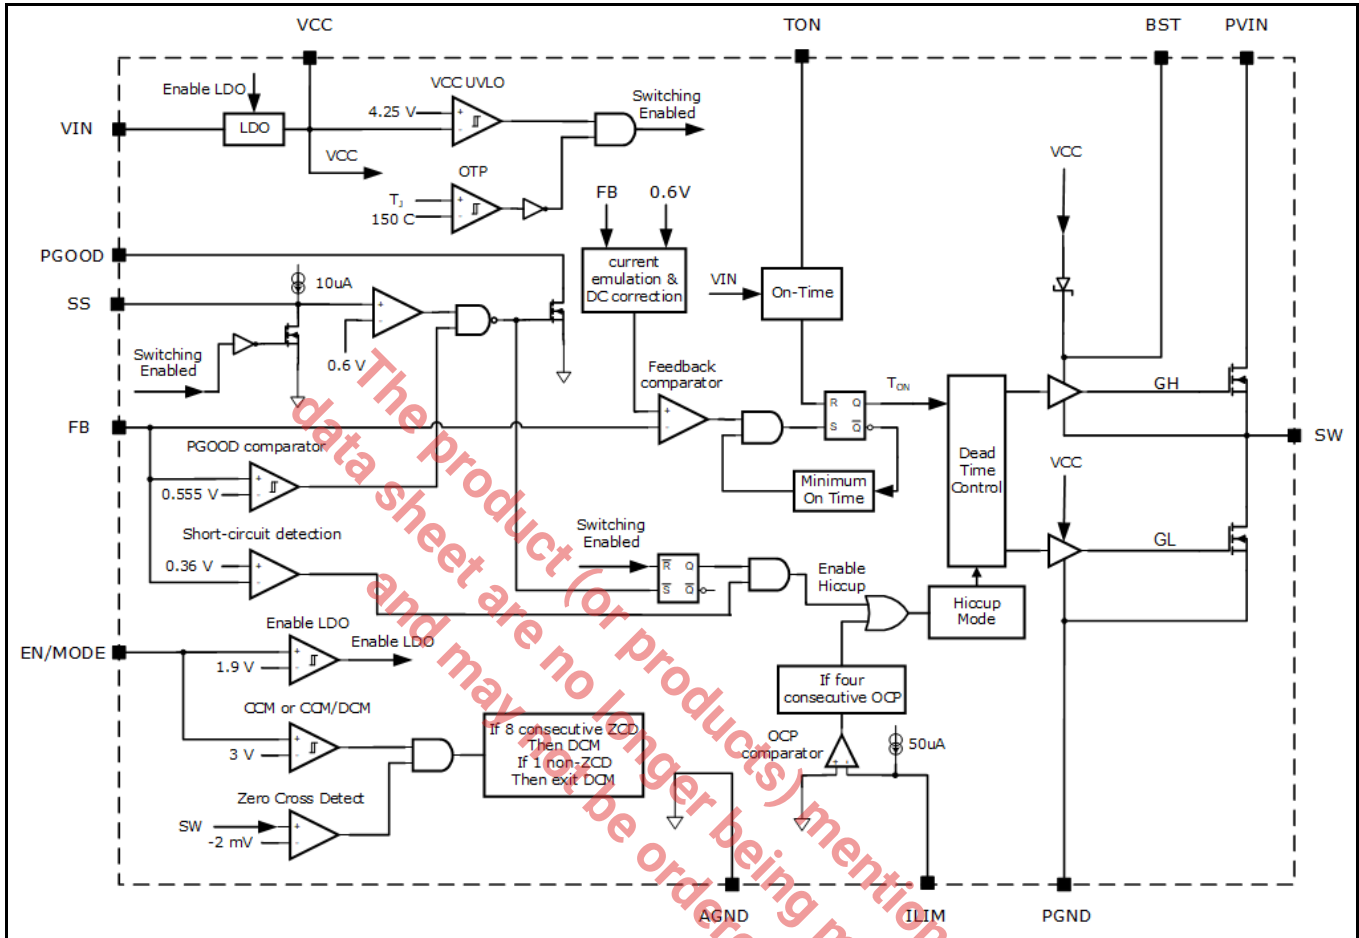 VCC
TON
BST
PVIN
Enable LDO
VCC UVLO
4.25 V
Switching
Enabled
VIN
LDO
VCC
OTP
TJ
150 C
FB
0.6V
VCC
PGOOD
current
emulation &
DC correction
VIN
On-Time
SS
10uA
0.6 V
Switching
Enabled
Feedback
comparator
TON
R
Q
S
Q
GH
FB
SW
PGOOD comparator
0.555 V
Minimum
On Time
Dead
Time
Control
VCC
Short-circuit detection
0.36 V
Switching
Enabled
R
Q
S
Q
Enable
Hiccup
GL
Hiccup
Mode
EN/MODE
Enable LDO
1.9 V
Enable LDO
If four
consecutive OCP
CCM or CCM/DCM
3 V
If 8 consecutive ZCD
Then DCM
If 1 non-ZCD
Then exit DCM
OCP
comparator
50uA
Zero Cross Detect
SW
-2 mV
AGND
ILIM
PGND
The product (or products) mention
data sheet are no longer being m
and may not be ordere